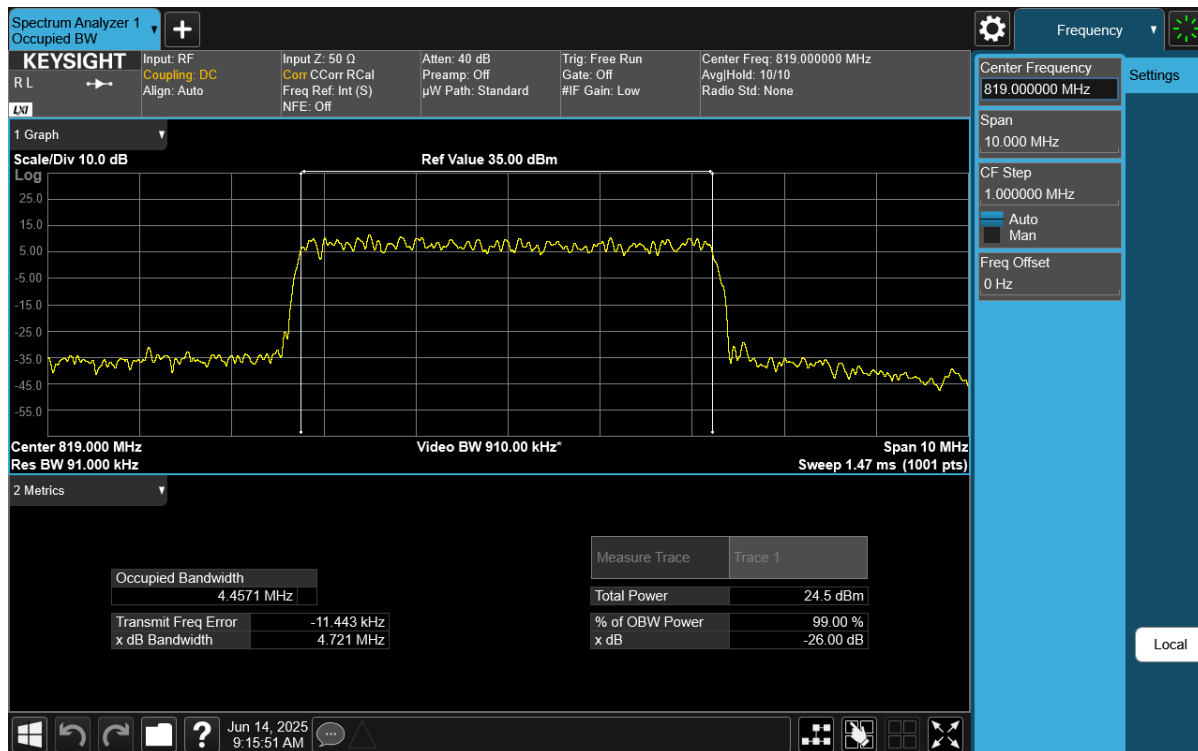 Spectrum Analyzer 1
Occupied BW
▼
+
Frequency
▼
KEYSIGHT
R L
LXI
Input: RF
Coupling: DC
Align: Auto
Input Z: 50 Ω
Corr CCorr RCal
Freq Ref: Int (S)
NFE: Off
Atten: 40 dB
Preamp: Off
µW Path: Standard
Trig: Free Run
Gate: Off
#IF Gain: Low
Center Freq: 819.000000 MHz
Avg|Hold: 10/10
Radio Std: None
Center Frequency
819.000000 MHz
Settings
Span
10.000 MHz
CF Step
1.000000 MHz
Auto
Man
Freq Offset
0 Hz
Local
1 Graph ▼
Scale/Div 10.0 dB
Ref Value 35.00 dBm
Log
25.0
15.0
5.00
-5.00
-15.0
-25.0
-35.0
-45.0
-55.0
Center 819.000 MHz
Video BW 910.00 kHz*
Span 10 MHz
Res BW 91.000 kHz
Sweep 1.47 ms (1001 pts)
2 Metrics ▼
Measure Trace Trace 1
Occupied Bandwidth
4.4571 MHz
Total Power 24.5 dBm
Transmit Freq Error -11.443 kHz
% of OBW Power 99.00 %
x dB Bandwidth 4.721 MHz
x dB -26.00 dB
?
Jun 14, 2025
9:15:51 AM